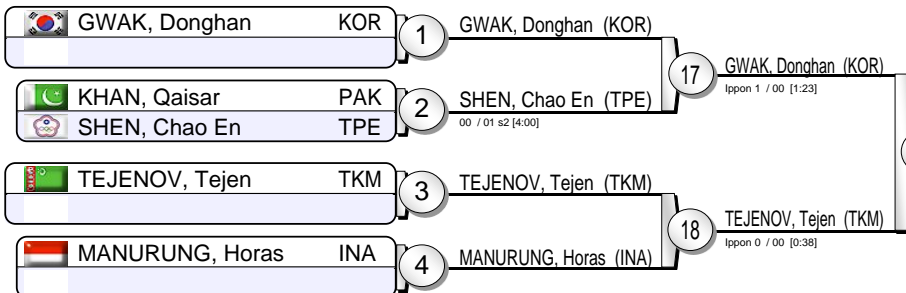 GWAK, Donghan KOR
1
KHAN, Qaisar PAK
SHEN, Chao En TPE
2
TEJENOV, Tejen TKM
3
MANURUNG, Horas INA
4
GWAK, Donghan (KOR)
SHEN, Chao En (TPE)
00 / 01 s2 [4:00]
17
TEJENOV, Tejen (TKM)
MANURUNG, Horas (INA)
18
GWAK, Donghan (KOR)
Ippon 1 / 00 [1:23]
TEJENOV, Tejen (TKM)
Ippon 0 / 00 [0:38]